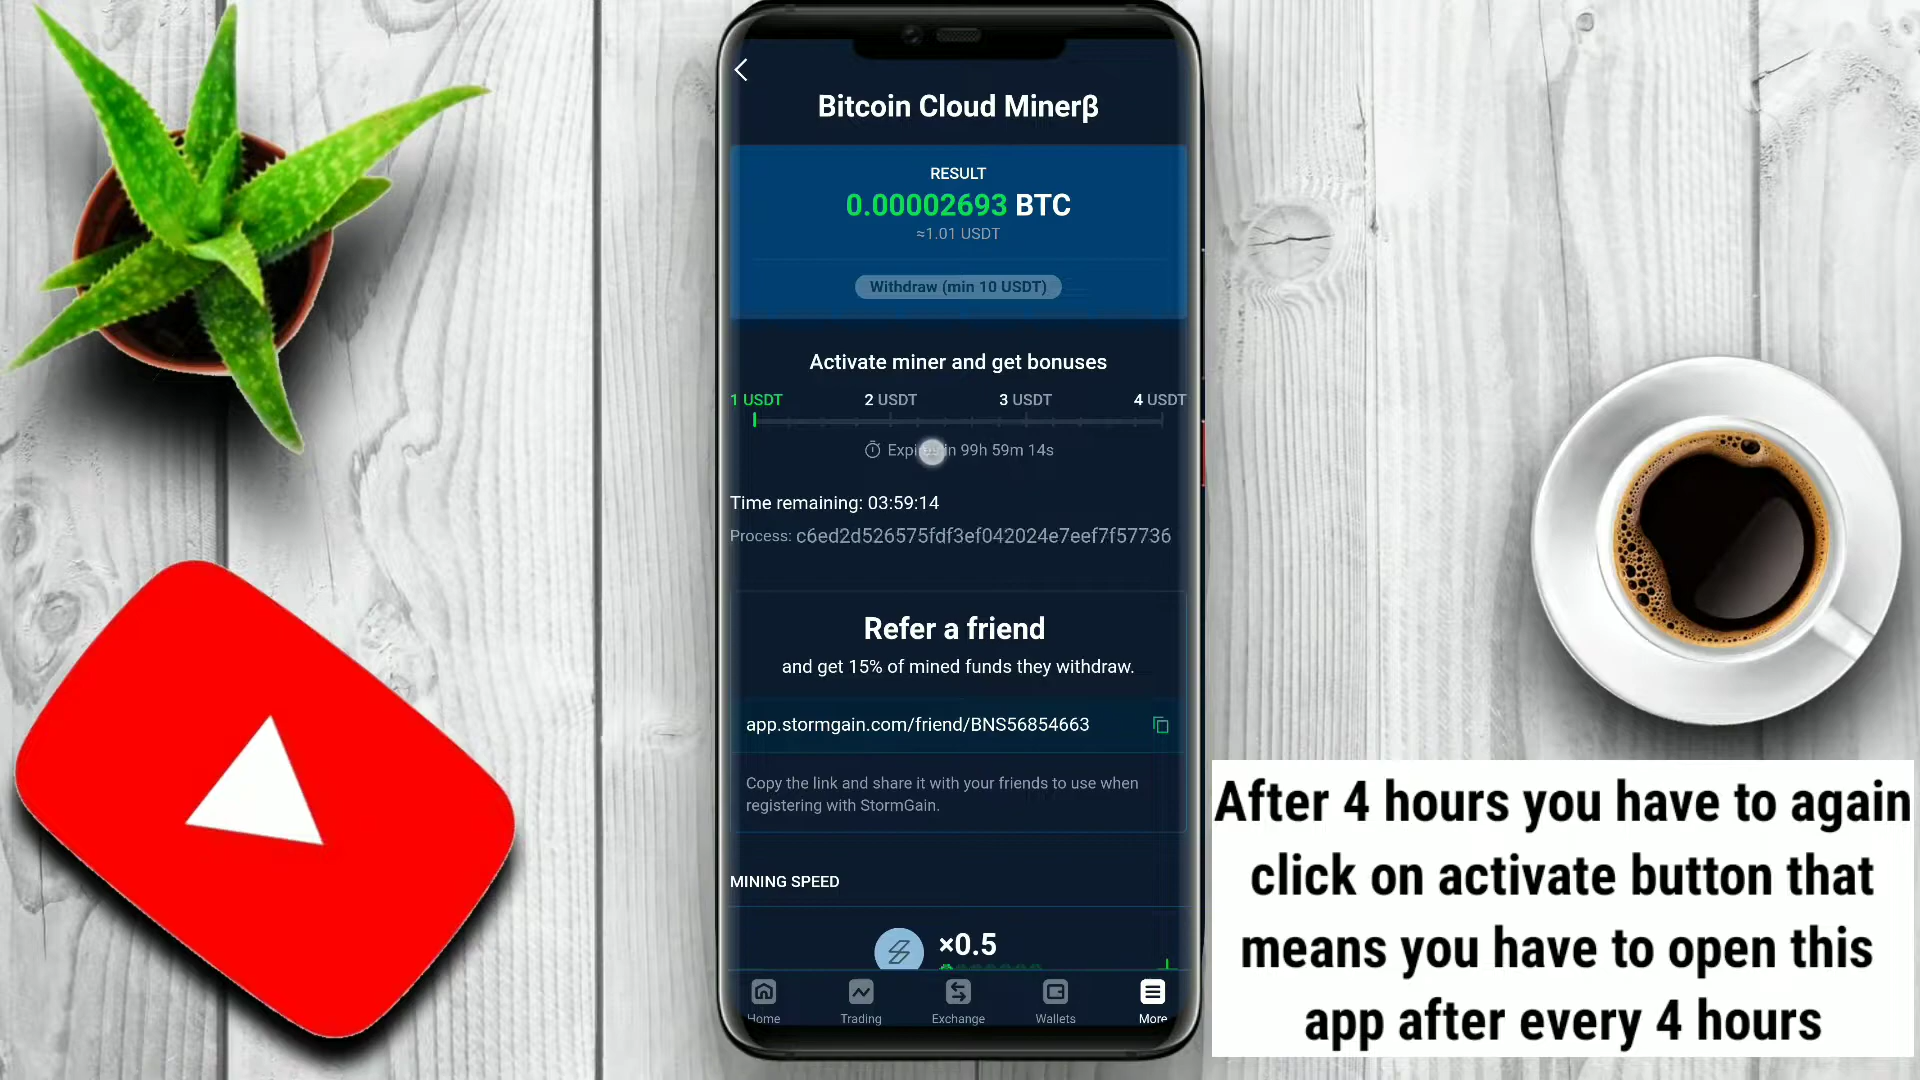 Bitcoin Cloud Minerβ
RESULT
0.00002693 BTC
≈1.01 USDT
Withdraw (min 10 USDT)
Activate miner and get bonuses
1 USDT 2 USDT 3 USDT 4 USDT
in 99h 59m 14s
Time remaining: 03:59:14
Process: c6ed2d526575fdf3ef042024e7eef7f57736
Refer a friend
and get 15% of mined funds they withdraw.
app.stormgain.com/friend/BNS56854663
Copy the link and share it with your friends to use when
registering with StormGain.
MINING SPEED
×0.5
Home Trading Exchange Wallets More
After 4 hours you have to again
click on activate button that
means you have to open this
app after every 4 hours